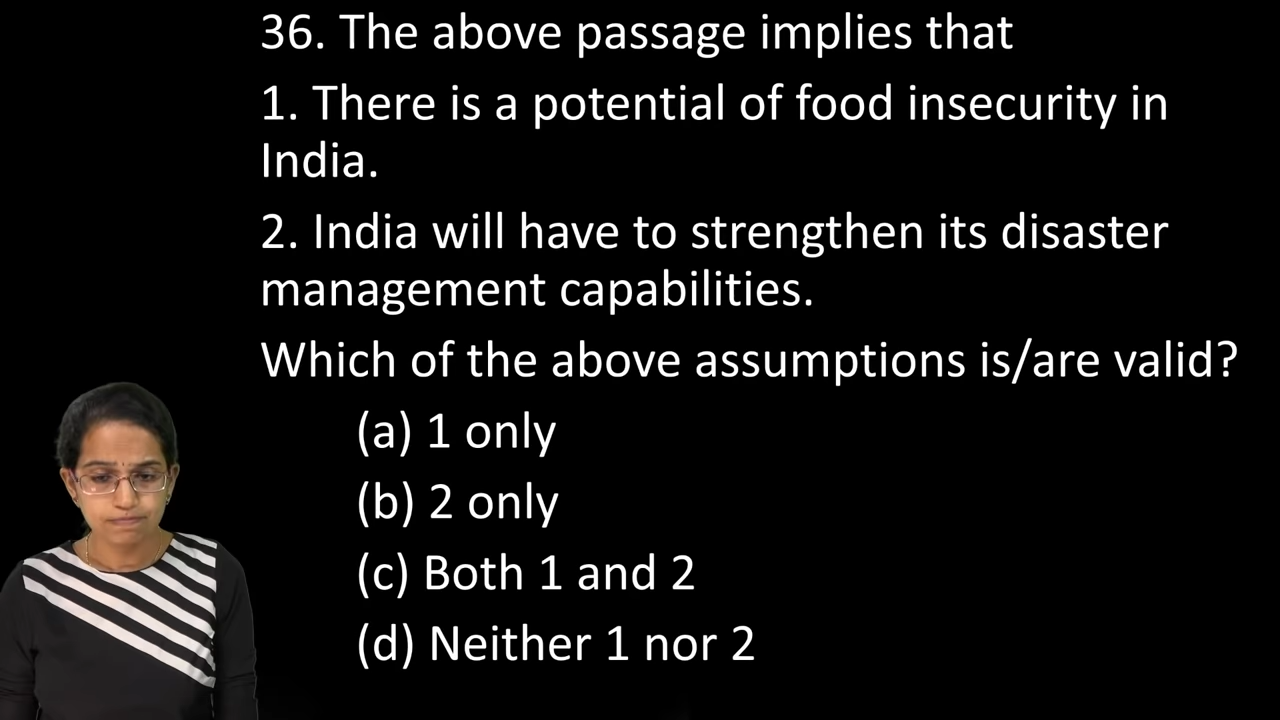 36. The above passage implies that
1. There is a potential of food insecurity in
India.
2. India will have to strengthen its disaster
management capabilities.
Which of the above assumptions is/are valid?
(a) 1 only
(b) 2 only
(c) Both 1 and 2
(d) Neither 1 nor 2